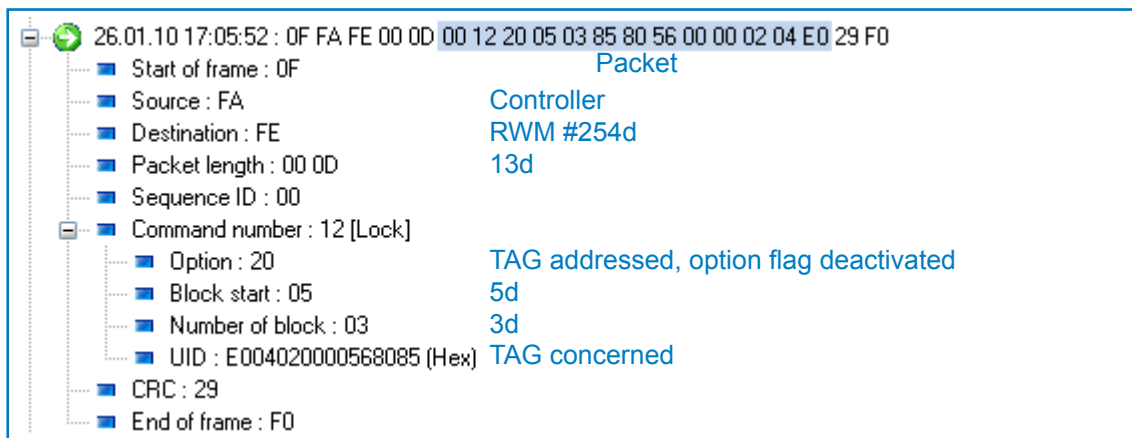 26.01.10 17:05:52 : 0F FA FE 00 0D 00 12 20 05 03 85 80 56 00 00 02 04 E0 29 F0
Start of frame : 0F Packet
Source : FA Controller
Destination : FE RWM #254d
Packet length : 00 0D 13d
Sequence ID : 00
Command number : 12 [Lock]
Option : 20 TAG addressed, option flag deactivated
Block start : 05 5d
Number of block : 03 3d
UID : E004020000568085 (Hex) TAG concerned
CRC : 29
End of frame : F0